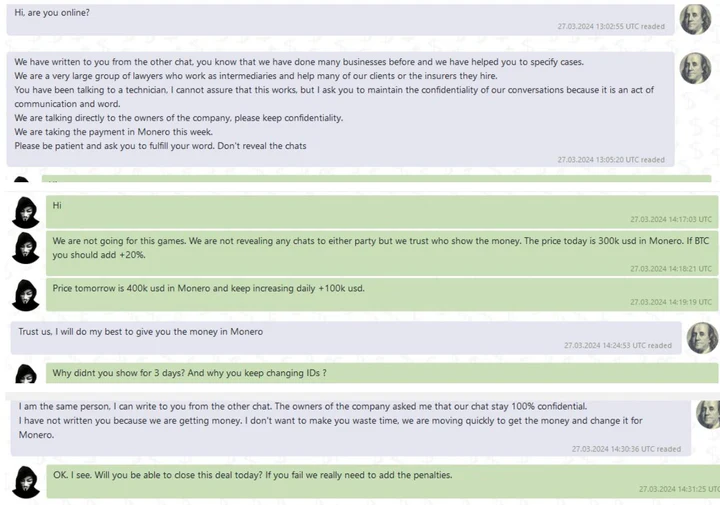 Hi, are you online?
27.03.2024 13:02:55 UTC readed
We have written to you from the other chat, you know that we have done many businesses before and we have helped you to specify cases.
We are a very large group of lawyers who work as intermediaries and help many of our clients or the insurers they hire.
You have been talking to a technician, I cannot assure that this works, but I ask you to maintain the confidentiality of our conversations because it is an act of
communication and word.
We are talking directly to the owners of the company, please keep confidentiality.
We are taking the payment in Monero this week.
Please be patient and ask you to fulfill your word. Don't reveal the chats
27.03.2024 13:05:20 UTC readed
Hi
27.03.2024 14:17:03 UTC
We are not going for this games. We are not revealing any chats to either party but we trust who show the money. The price today is 300k usd in Monero. If BTC
you should add +20%.
27.03.2024 14:18:21 UTC
Price tomorrow is 400k usd in Monero and keep increasing daily +100k usd.
27.03.2024 14:19:19 UTC
Trust us, I will do my best to give you the money in Monero
27.03.2024 14:24:53 UTC readed
Why didnt you show for 3 days? And why you keep changing IDs ?
I am the same person, I can write to you from the other chat. The owners of the company asked me that our chat stay 100% confidential.
I have not written you because we are getting money. I don't want to make you waste time, we are moving quickly to get the money and change it for
Monero.
27.03.2024 14:30:36 UTC readed
OK. I see. Will you be able to close this deal today? If you fail we really need to add the penalties.
27.03.2024 14:31:25 UTC